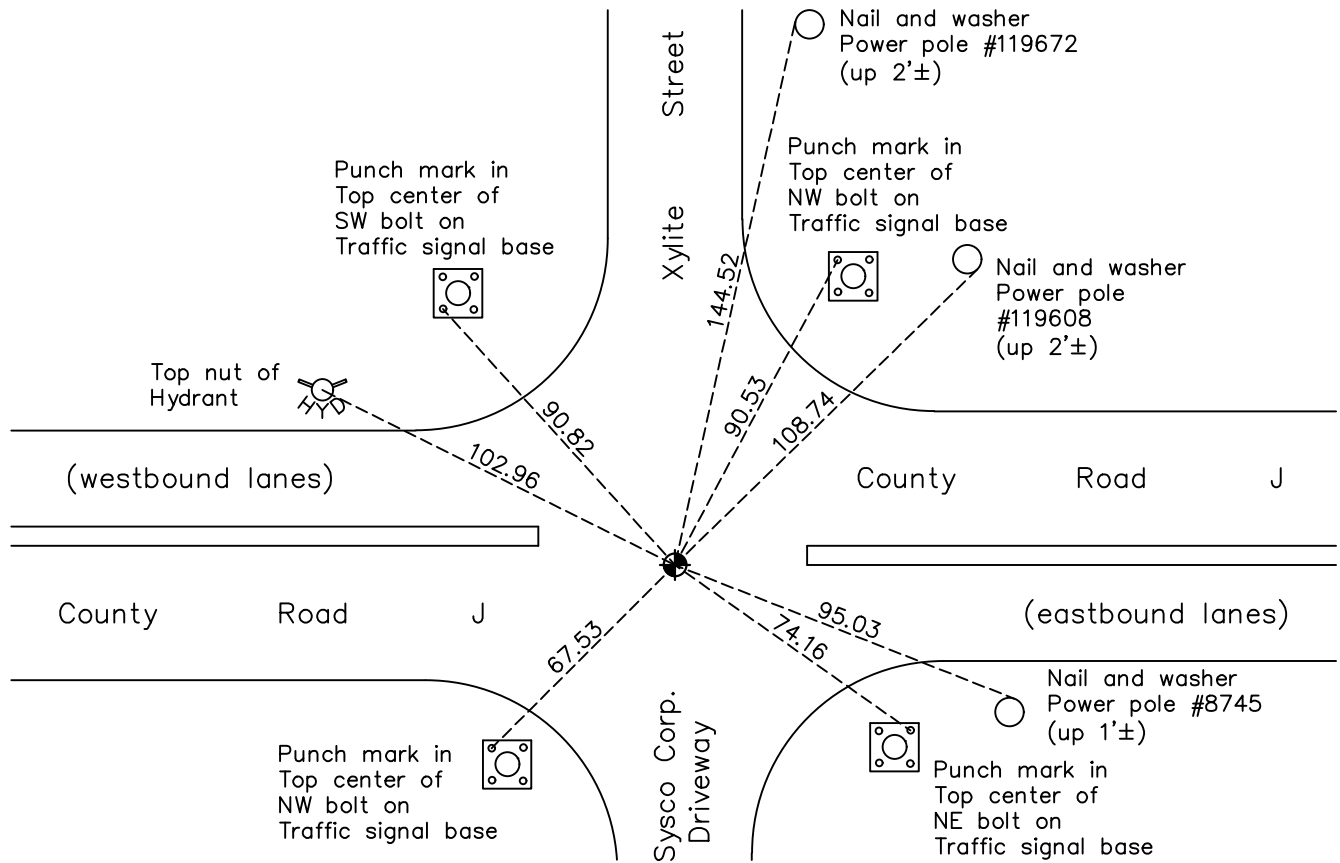 Nail and washer
Power pole #119672
(up 2'±)
Street
Xylite
Punch mark in
Top center of
NW bolt on
Traffic signal base
Punch mark in
Top center of
SW bolt on
Traffic signal base
Nail and washer
Power pole
#119608
(up 2'±)
144.52
90.53
108.74
90.82
102.96
Top nut of
Hydrant
HYD
(westbound lanes)
County Road J
County Road J
(eastbound lanes)
67.53
74.16
95.03
Nail and washer
Power pole #8745
(up 1'±)
Sysco Corp.
Driveway
Punch mark in
Top center of
NW bolt on
Traffic signal base
Punch mark in
Top center of
NE bolt on
Traffic signal base